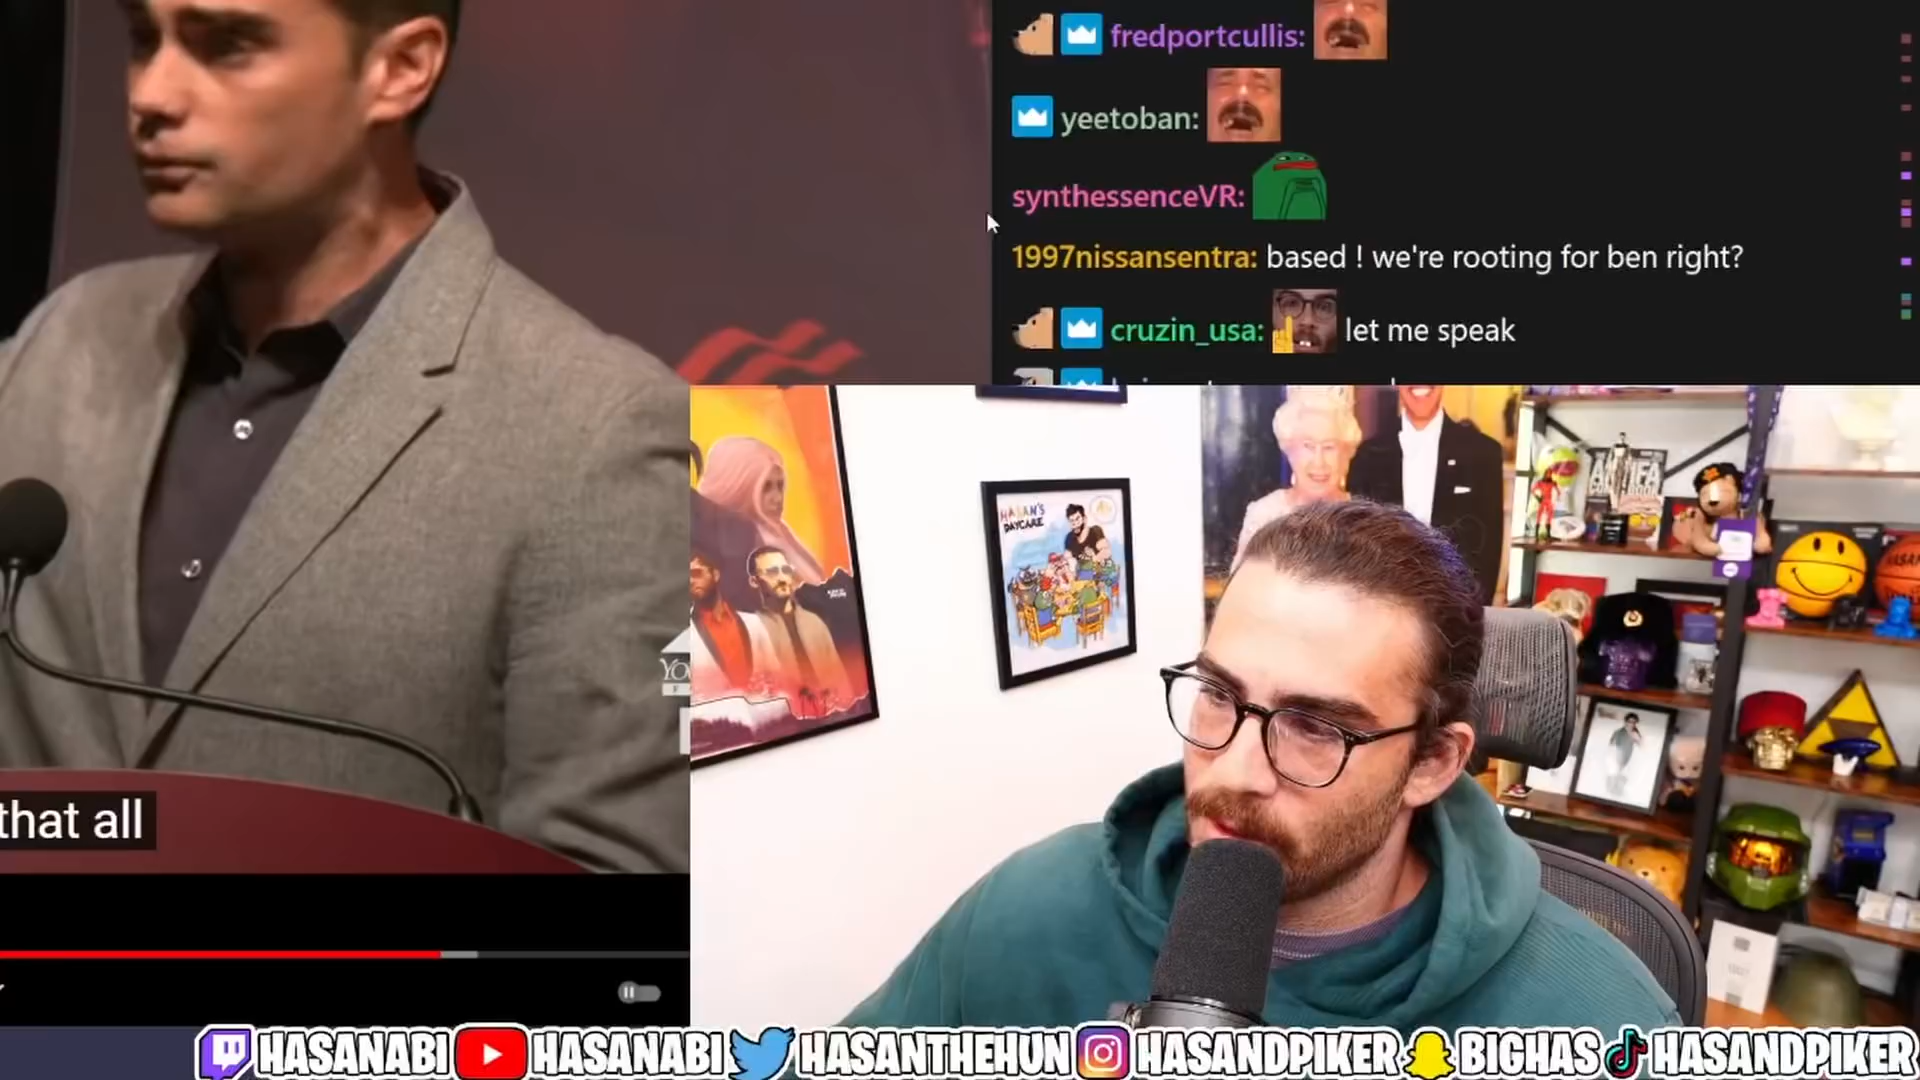 fredportcullis:
yeetoban:
synthessenceVR:
1997nissansentra: based ! we're rooting for ben right?
cruzin_usa: let me speak
HASAN'S
DAYCARE
YO
that all
HASANABI HASANABI HASANTHEHUN HASANDPIKER BIGHAS HASANDPIKER